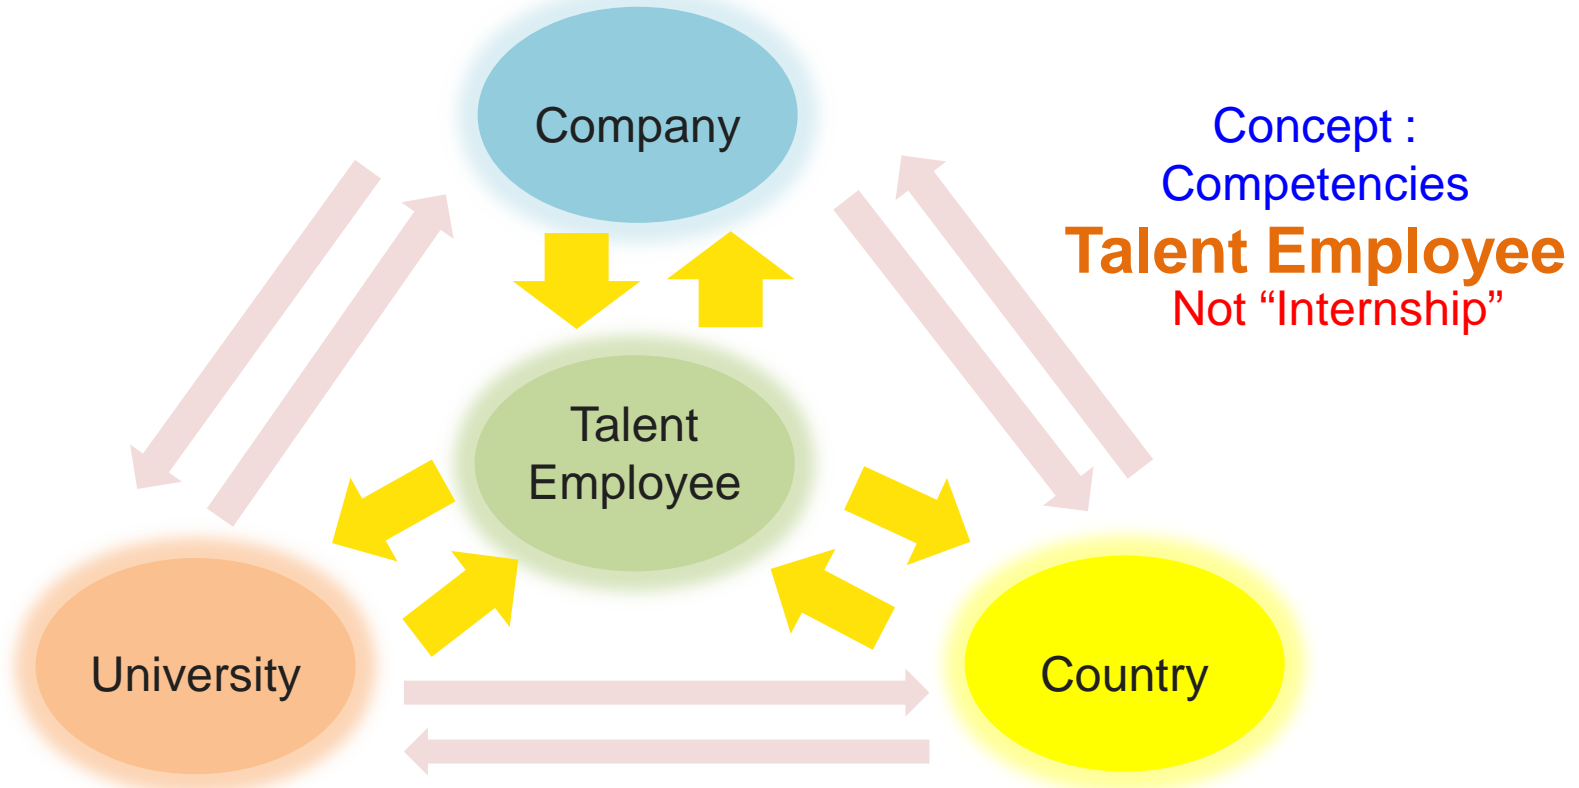 Company
Concept :
Competencies
Talent Employee
Not “Internship”
Talent
Employee
University
Country